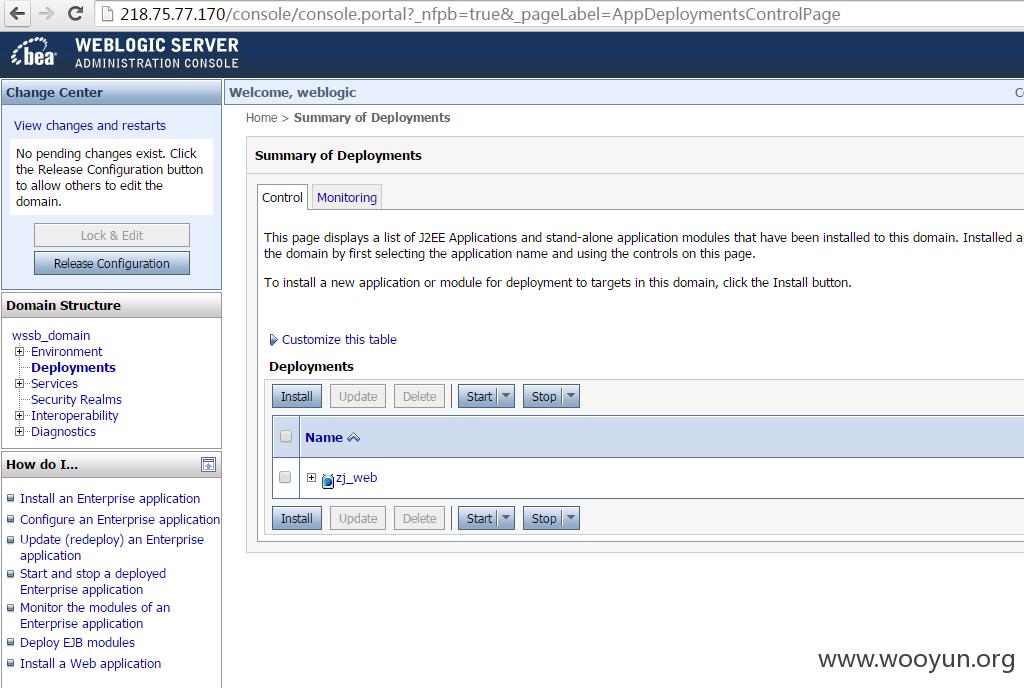 218.75.77.170/console/console.portal?_nfpb=true&_pageLabel=AppDeploymentsControlPage
bea
WEBLOGIC SERVER
ADMINISTRATION CONSOLE
Change Center
View changes and restarts
No pending changes exist. Click
the Release Configuration button
to allow others to edit the
domain.
Lock & Edit
Release Configuration
Domain Structure
wssb_domain
Environment
Deployments
Services
Security Realms
Interoperability
Diagnostics
How do I...
Install an Enterprise application
Configure an Enterprise application
Update (redeploy) an Enterprise
application
Start and stop a deployed
Enterprise application
Monitor the modules of an
Enterprise application
Deploy EJB modules
Install a Web application
Welcome, weblogic
Home > Summary of Deployments
Summary of Deployments
Control Monitoring
This page displays a list of J2EE Applications and stand-alone application modules that have been installed to this domain. Installed
the domain by first selecting the application name and using the controls on this page.
To install a new application or module for deployment to targets in this domain, click the Install button.
Customize this table
Deployments
Install Update Delete Start Stop
Name
zj_web
Install Update Delete Start Stop
www.wooyun.org